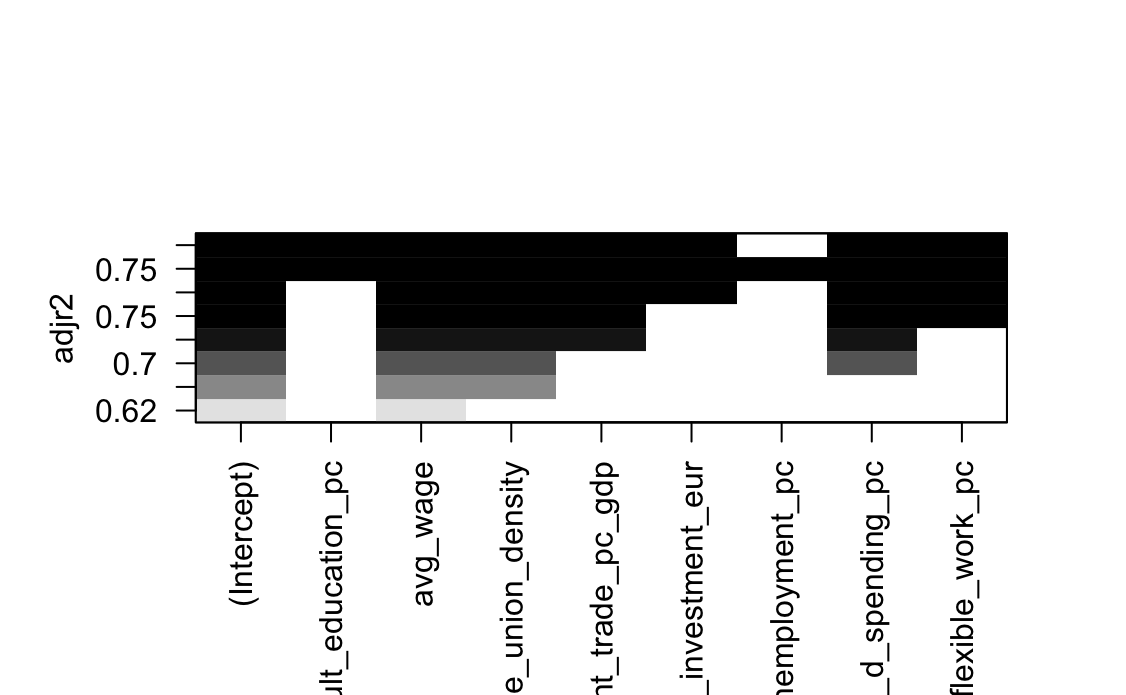 adjr2
0.75
0.75
0.7
0.62
(Intercept)
ult_education_pc
avg_wage
e_union_density
nt_trade_pc_gdp
_investment_eur
nemployment_pc
_d_spending_pc
flexible_work_pc